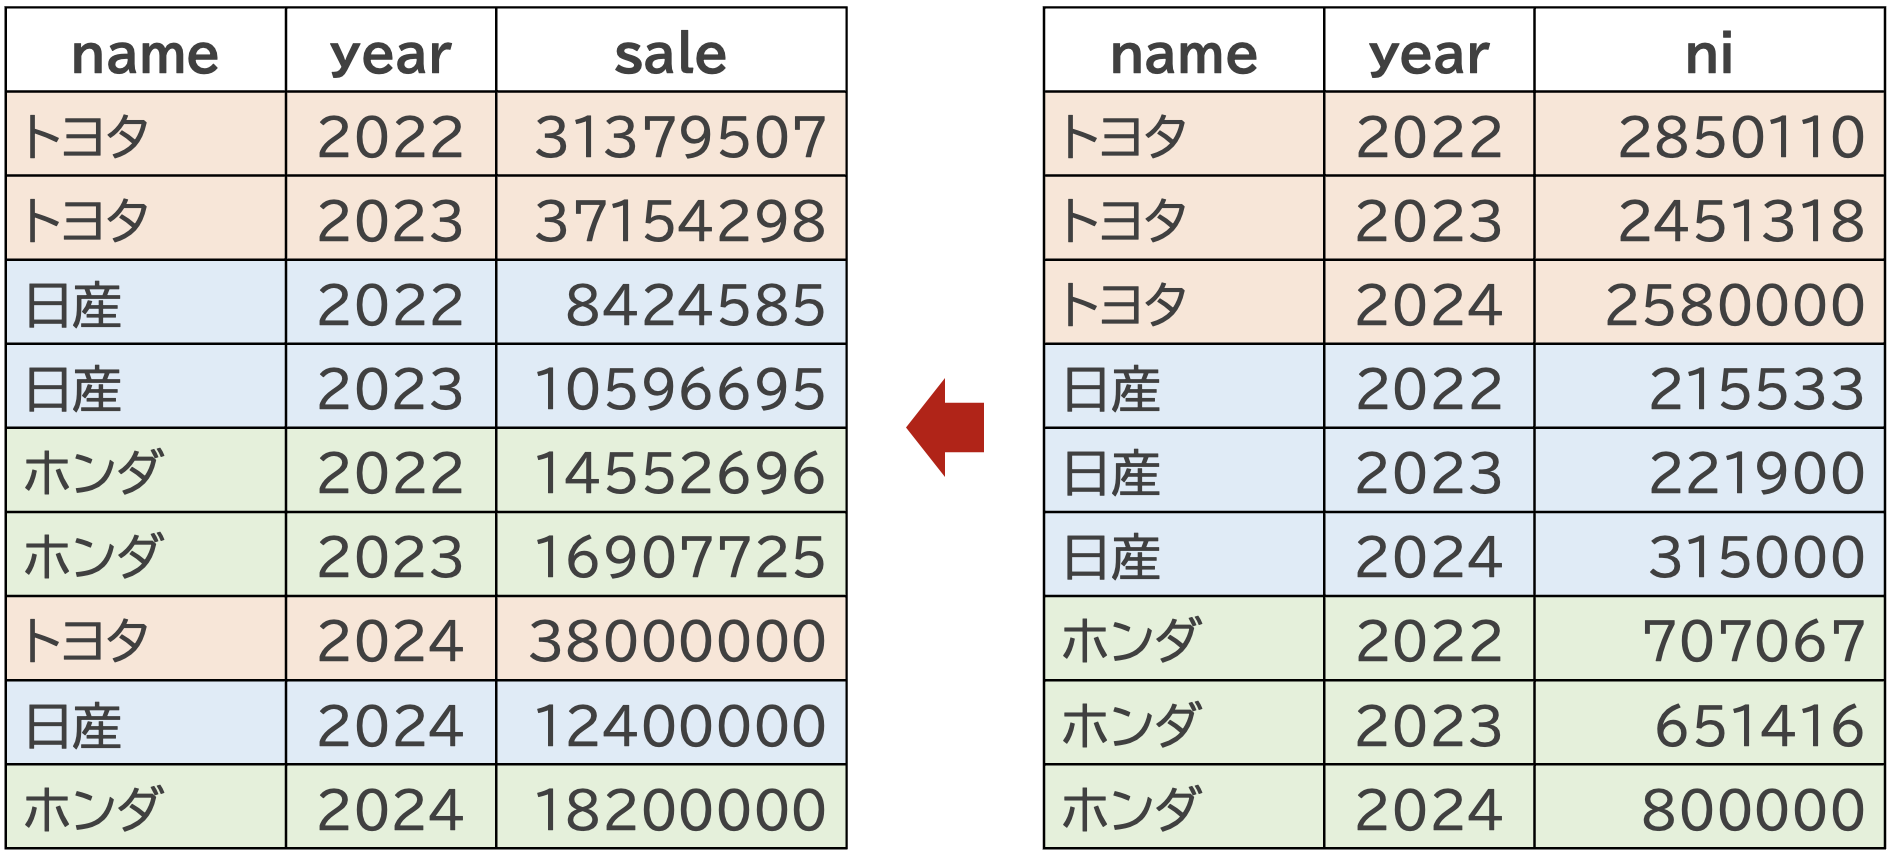 name year sale
トヨタ 2022 31379507
トヨタ 2023 37154298
日産 2022 8424585
日産 2023 10596695
ホンダ 2022 14552696
ホンダ 2023 16907725
トヨタ 2024 38000000
日産 2024 12400000
ホンダ 2024 18200000
name year ni
トヨタ 2022 2850110
トヨタ 2023 2451318
トヨタ 2024 2580000
日産 2022 215533
日産 2023 221900
日産 2024 315000
ホンダ 2022 707067
ホンダ 2023 651416
ホンダ 2024 800000